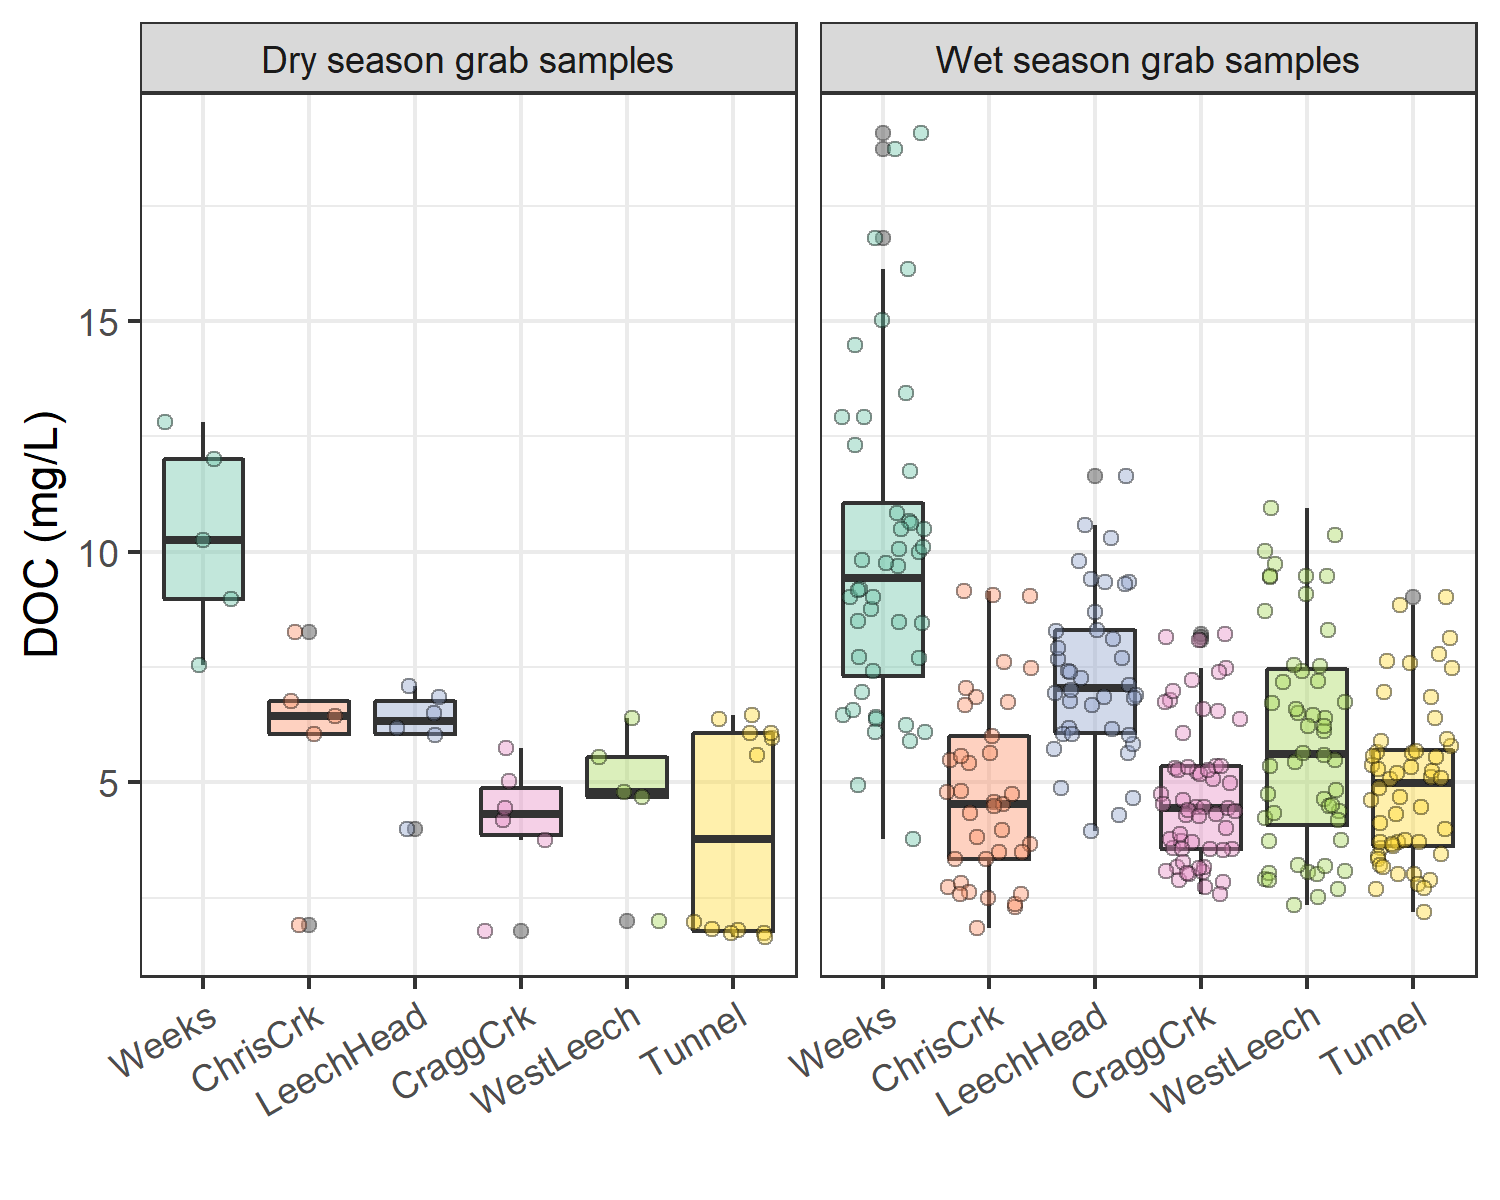 Dry season grab samples
Wet season grab samples
DOC (mg/L)
15
10
5
Weeks
ChrisCrk
LeechHead
CraggCrk
WestLeech
Tunnel
Weeks
ChrisCrk
LeechHead
CraggCrk
WestLeech
Tunnel